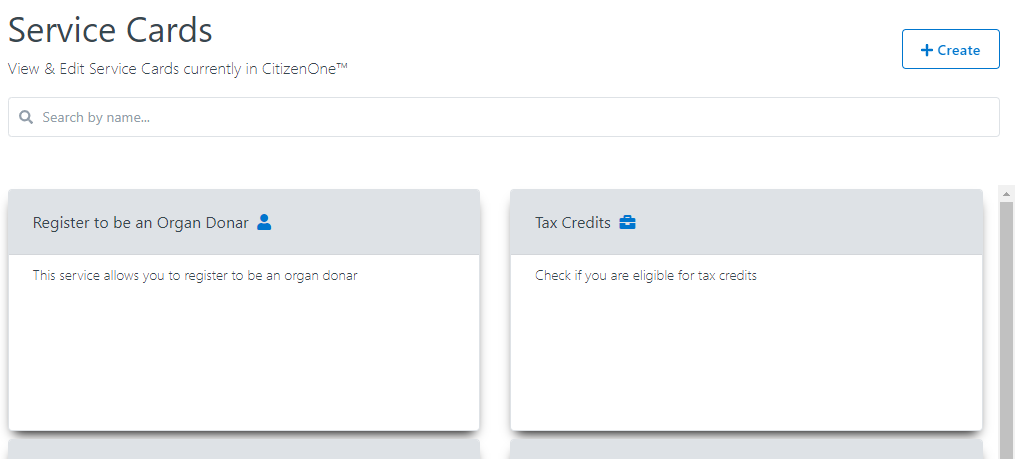 Service Cards
Create
View & Edit Service Cards currently in CitizenOne™
Search by name...
Register to be an Organ Donar
Tax Credits
This service allows you to register to be an organ donar
Check if you are eligible for tax credits